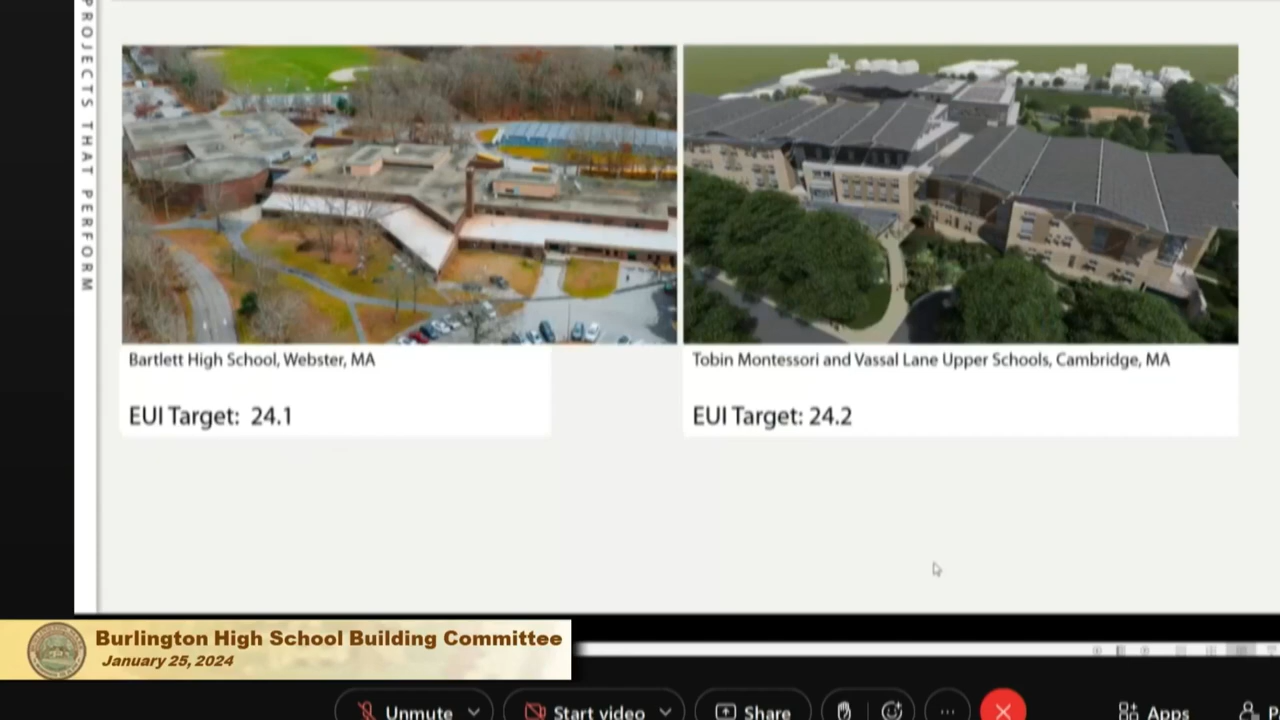 PROJECTS THAT PERFORM
Bartlett High School, Webster, MA
EUI Target: 24.1
Tobin Montessori and Vassal Lane Upper Schools, Cambridge, MA
EUI Target: 24.2
Burlington High School Building Committee
January 25, 2024
Unmute
Start video
Share
Apps